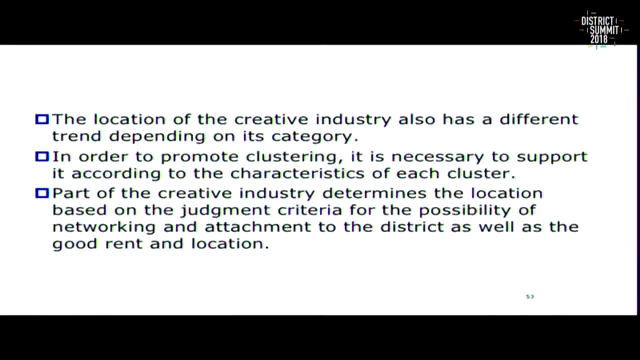 DISTRICT
SUMMIT
2018
The location of the creative industry also has a different
trend depending on its category.
In order to promote clustering, it is necessary to support
it according to the characteristics of each cluster.
Part of the creative industry determines the location
based on the judgment criteria for the possibility of
networking and attachment to the district as well as the
good rent and location.
53